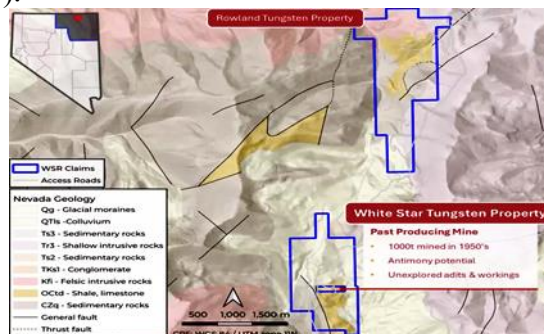 Rowland Tungsten Property
WSR Claims
Access Roads
Nevada Geology
Qg - Glacial moraines
QTls -Colluvium
Ts3 - Sedimentary rocks
Tr3 - Shallow intrusive rocks
Ts2 - Sedimentary rocks
TKs1 - Conglomerate
Kfi - Felsic intrusive rocks
OCtd - Shale, limestone
CZq - Sedimentary rocks
General fault
Thrust fault
White Star Tungsten Property
Past Producing Mine
• 1000t mined in 1950's
• Antimony potential
• Unexplored adits & workings
500 1,000 1,500 m